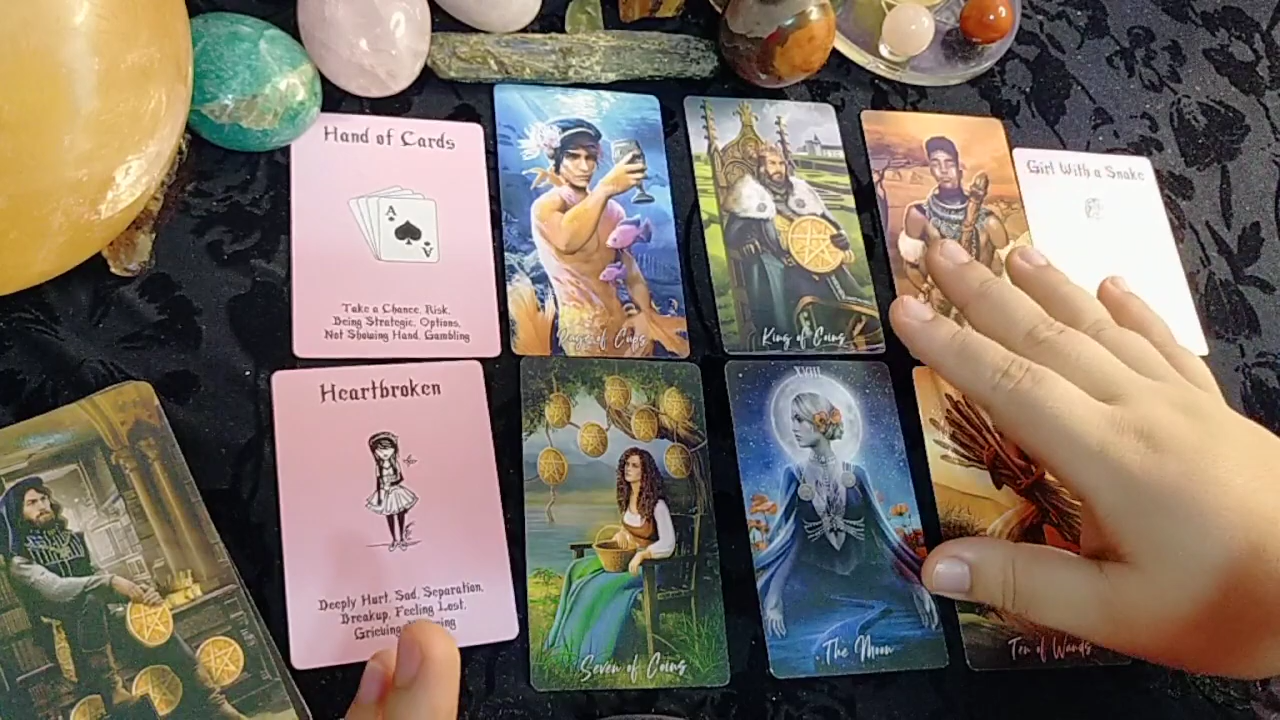 Hand of Cards
A
A
Take a Chance, Risk,
Being Strategic, Options,
Not Showing Hand, Gambling
Page of Cups
King of Coins
Girl With a Snake
Heartbroken
Deeply Hurt, Sad, Separation,
Breakup, Feeling Lost,
Grieving,
Seven of Coins
XVIII
The Moon
Ten of Wands